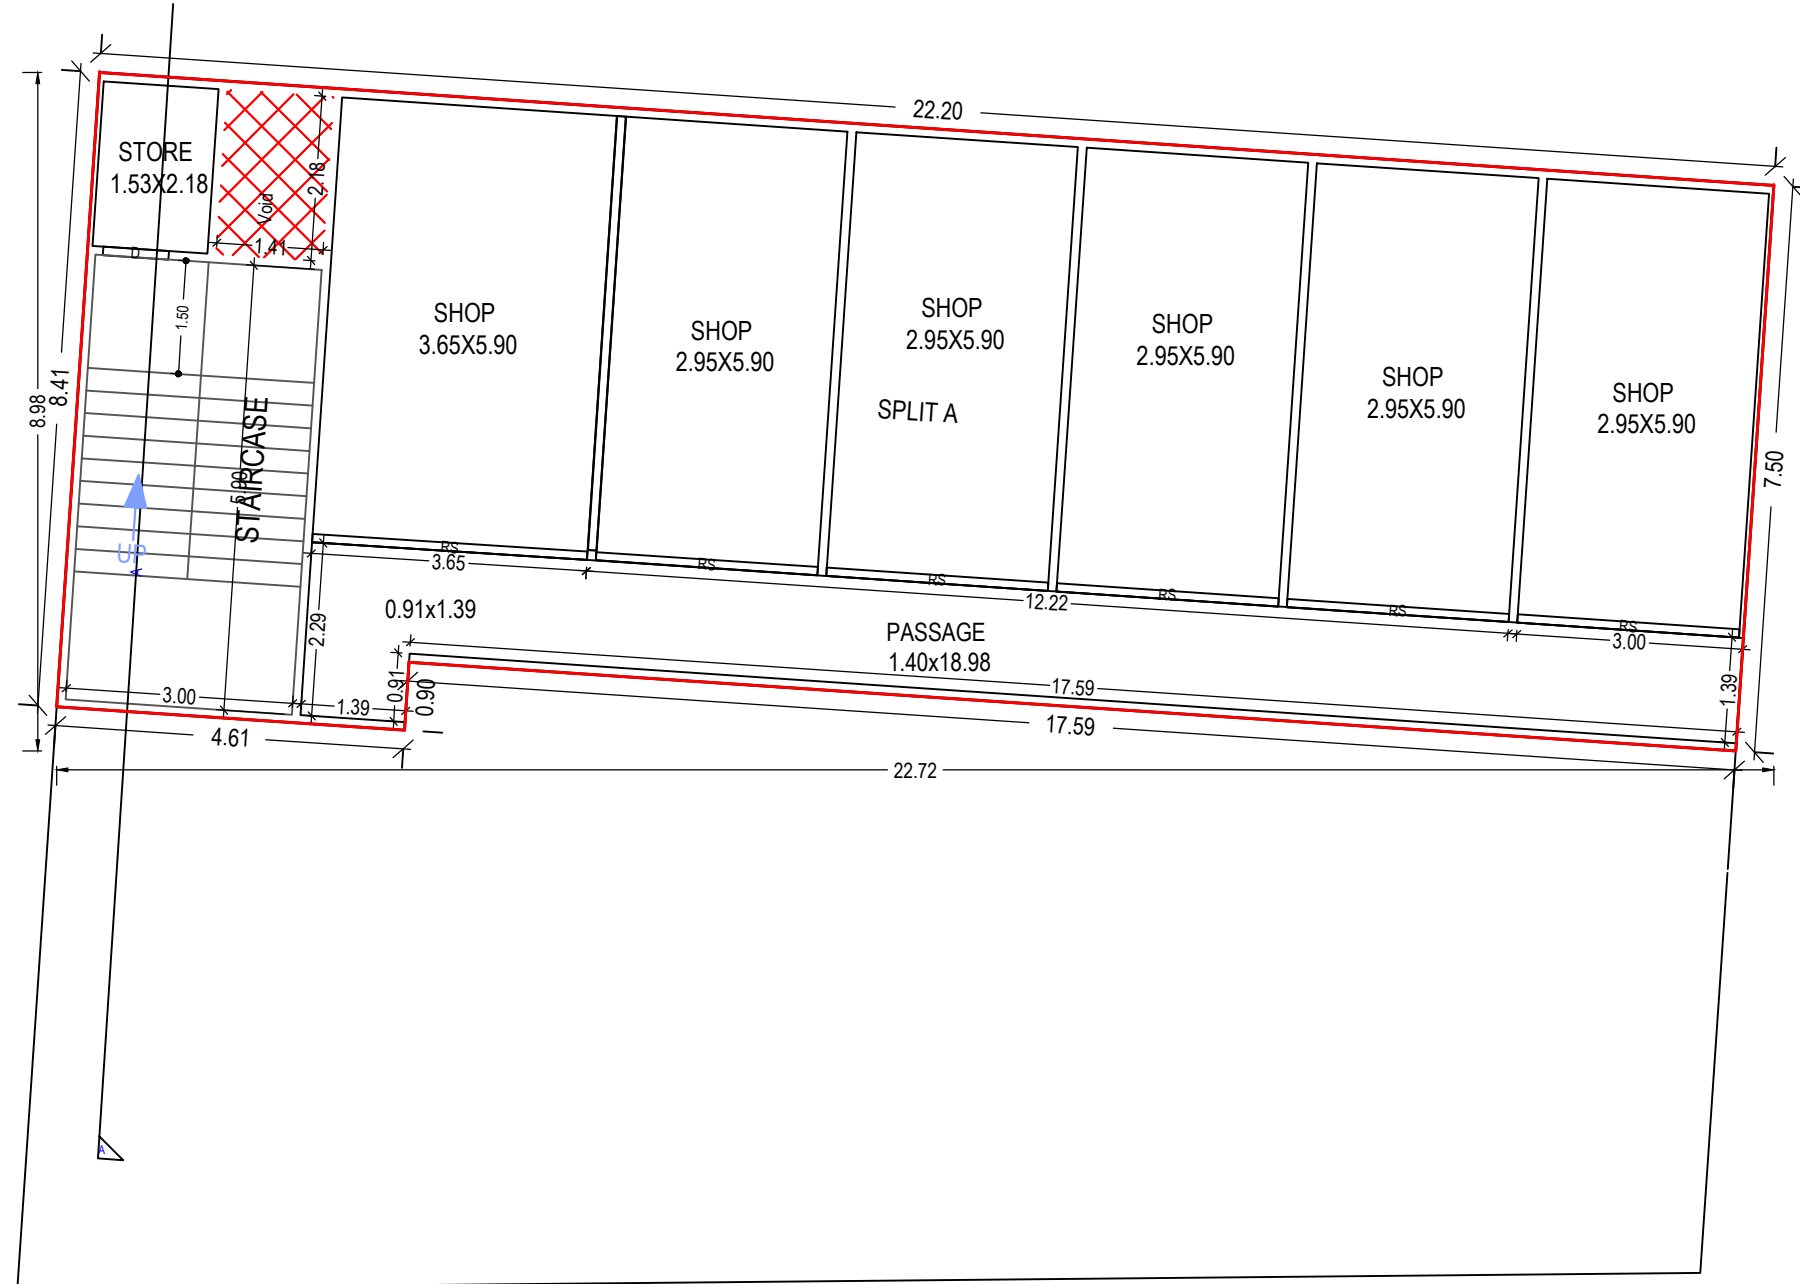 22.20
STORE
1.53X2.18
2.18
Void
1.41
D
1.50
8.41
8.98
STAIRCASE
5.90
UP
A
SHOP
3.65X5.90
SHOP
2.95X5.90
SHOP
2.95X5.90
SPLIT A
SHOP
2.95X5.90
SHOP
2.95X5.90
SHOP
2.95X5.90
7.50
RS
RS
RS
RS
RS
RS
3.65
12.22
3.00
0.91x1.39
2.29
PASSAGE
1.40x18.98
0.91
0.90
17.59
1.39
3.00
1.39
17.59
4.61
22.72
A